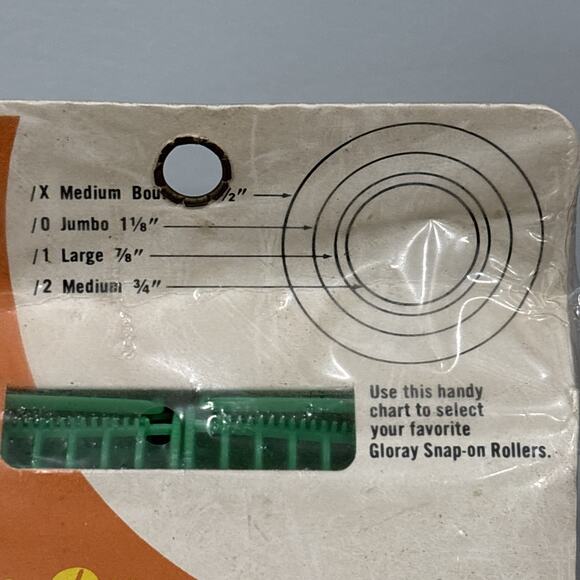 /X Medium Bou /2″
/0 Jumbo 1⅛″
/1 Large ⅞″
/2 Medium ¾″
Use this handy
chart to select
your favorite
Gloray Snap-on Rollers.